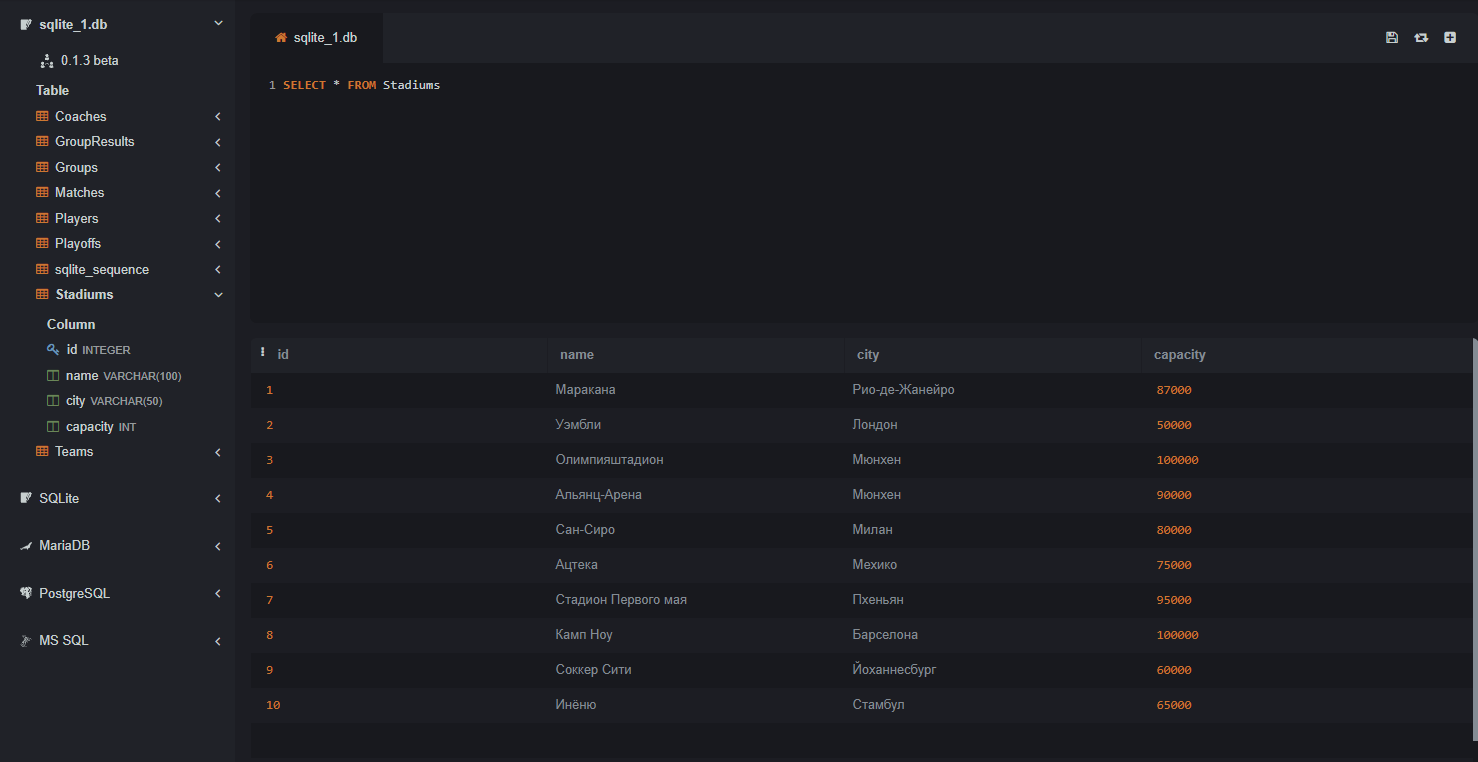 sqlite_1.db
0.1.3 beta
Table
Coaches
GroupResults
Groups
Matches
Players
Playoffs
sqlite_sequence
Stadiums
Column
id INTEGER
name VARCHAR(100)
city VARCHAR(50)
capacity INT
Teams
SQLite
MariaDB
PostgreSQL
MS SQL
sqlite_1.db
1 SELECT * FROM Stadiums
id name city capacity
1 Маракана Рио-де-Жанейро 87000
2 Уэмбли Лондон 50000
3 Олимпияштадион Мюнхен 100000
4 Альянц-Арена Мюнхен 90000
5 Сан-Сиро Милан 80000
6 Ацтека Мехико 75000
7 Стадион Первого мая Пхеньян 95000
8 Камп Ноу Барселона 100000
9 Соккер Сити Йоханнесбург 60000
10 Инёню Стамбул 65000